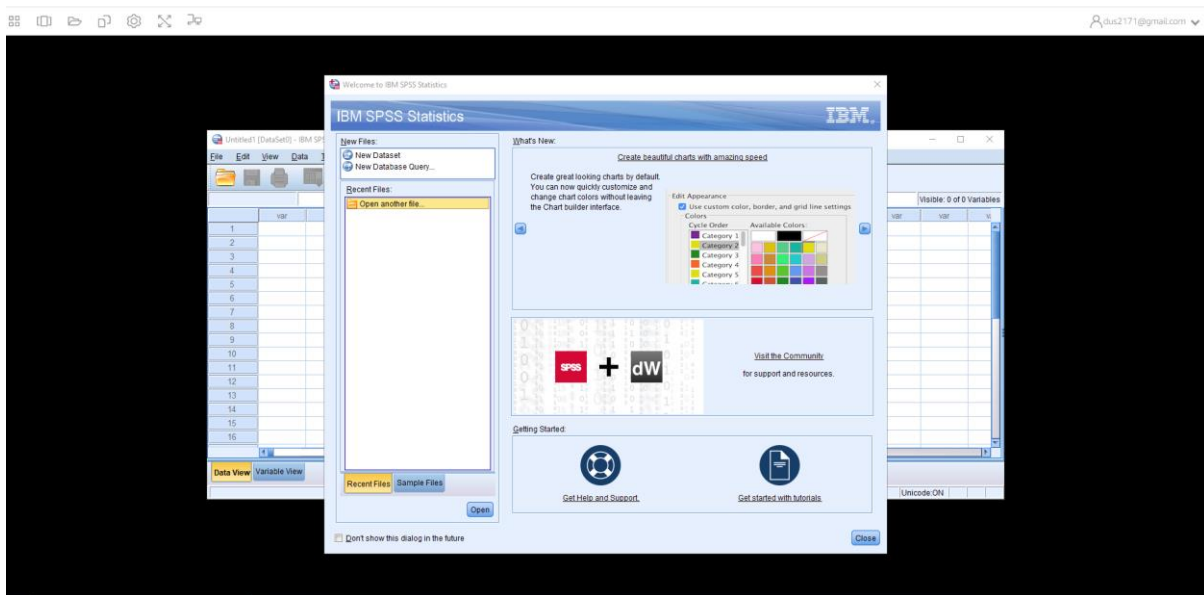 dus2171@gmail.com
Welcome to IBM SPSS Statistics
IBM SPSS Statistics
IBM.
Untitled1 [DataSet0] - IBM SP
File Edit View Data
Visible: 0 of 0 Variables
var
var
var
1
2
3
4
5
6
7
8
9
10
11
12
13
14
15
16
Data View
Variable View
Unicode:ON
New Files:
New Dataset
New Database Query...
Recent Files:
Open another file...
Recent Files
Sample Files
Open
What's New:
Create beautiful charts with amazing speed
Create great looking charts by default.
You can now quickly customize and
change chart colors without leaving
the Chart builder interface.
Edit Appearance
Use custom color, border, and grid line settings
Colors
Cycle Order
Available Colors:
Category 1
Category 2
Category 3
Category 4
Category 5
SPSS + dW
Visit the Community
for support and resources.
Getting Started:
Get Help and Support.
Get started with tutorials
Don't show this dialog in the future
Close